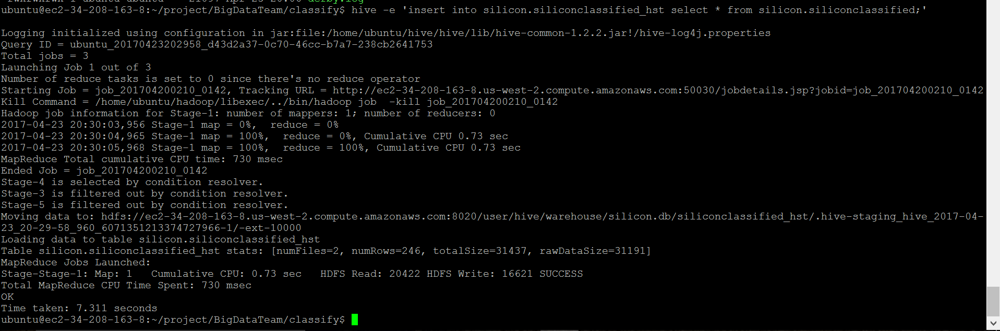 -rwxrwxrwx 1 ubuntu ubuntu    21097 Apr 23 20:00 derby.log
ubuntu@ec2-34-208-163-8:~/project/BigDataTeam/classify$ hive -e 'insert into silicon.siliconclassified_hst select * from silicon.siliconclassified;'
Logging initialized using configuration in jar:file:/home/ubuntu/hive/hive/lib/hive-common-1.2.2.jar!/hive-log4j.properties
Query ID = ubuntu_20170423202958_d43d2a37-0c70-46cc-b7a7-238cb2641753
Total jobs = 3
Launching Job 1 out of 3
Number of reduce tasks is set to 0 since there's no reduce operator
Starting Job = job_201704200210_0142, Tracking URL = http://ec2-34-208-163-8.us-west-2.compute.amazonaws.com:50030/jobdetails.jsp?jobid=job_201704200210_0142
Kill Command = /home/ubuntu/hadoop/libexec/../bin/hadoop job  -kill job_201704200210_0142
Hadoop job information for Stage-1: number of mappers: 1; number of reducers: 0
2017-04-23 20:30:03,956 Stage-1 map = 0%,  reduce = 0%
2017-04-23 20:30:04,965 Stage-1 map = 100%,  reduce = 0%, Cumulative CPU 0.73 sec
2017-04-23 20:30:05,968 Stage-1 map = 100%,  reduce = 100%, Cumulative CPU 0.73 sec
MapReduce Total cumulative CPU time: 730 msec
Ended Job = job_201704200210_0142
Stage-4 is selected by condition resolver.
Stage-3 is filtered out by condition resolver.
Stage-5 is filtered out by condition resolver.
Moving data to: hdfs://ec2-34-208-163-8.us-west-2.compute.amazonaws.com:8020/user/hive/warehouse/silicon.db/siliconclassified_hst/.hive-staging_hive_2017-04-
23_20-29-58_960_6071351213374727966-1/-ext-10000
Loading data to table silicon.siliconclassified_hst
Table silicon.siliconclassified_hst stats: [numFiles=2, numRows=246, totalSize=31437, rawDataSize=31191]
MapReduce Jobs Launched:
Stage-Stage-1: Map: 1   Cumulative CPU: 0.73 sec   HDFS Read: 20422 HDFS Write: 16621 SUCCESS
Total MapReduce CPU Time Spent: 730 msec
OK
Time taken: 7.311 seconds
ubuntu@ec2-34-208-163-8:~/project/BigDataTeam/classify$